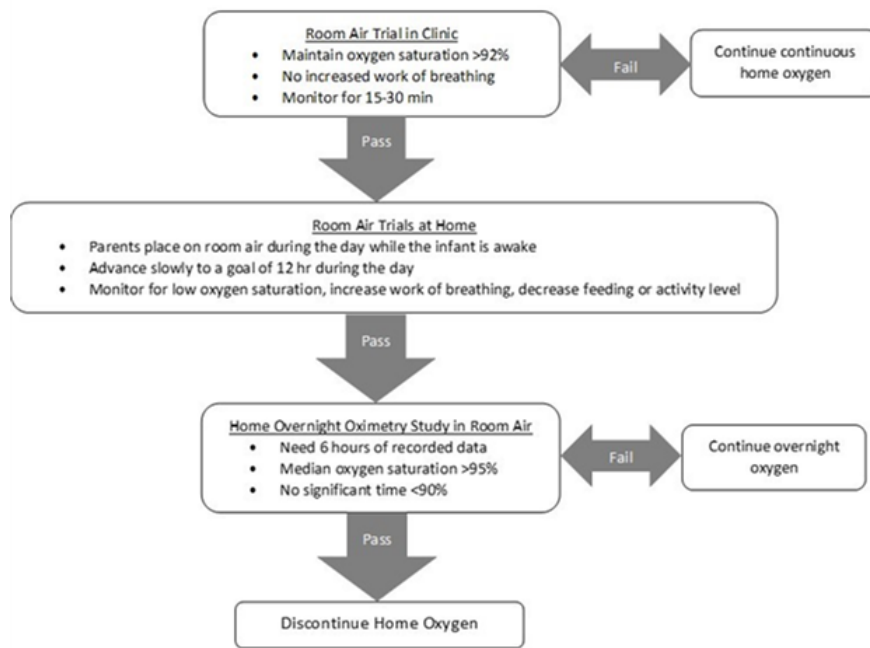 Room Air Trial in Clinic
• Maintain oxygen saturation >92%
• No increased work of breathing
• Monitor for 15-30 min
Fail
Continue continuous
home oxygen
Pass
Room Air Trials at Home
• Parents place on room air during the day while the infant is awake
• Advance slowly to a goal of 12 hr during the day
• Monitor for low oxygen saturation, increase work of breathing, decrease feeding or activity level
Pass
Home Overnight Oximetry Study in Room Air
• Need 6 hours of recorded data
• Median oxygen saturation >95%
• No significant time <90%
Fail
Continue overnight
oxygen
Pass
Discontinue Home Oxygen